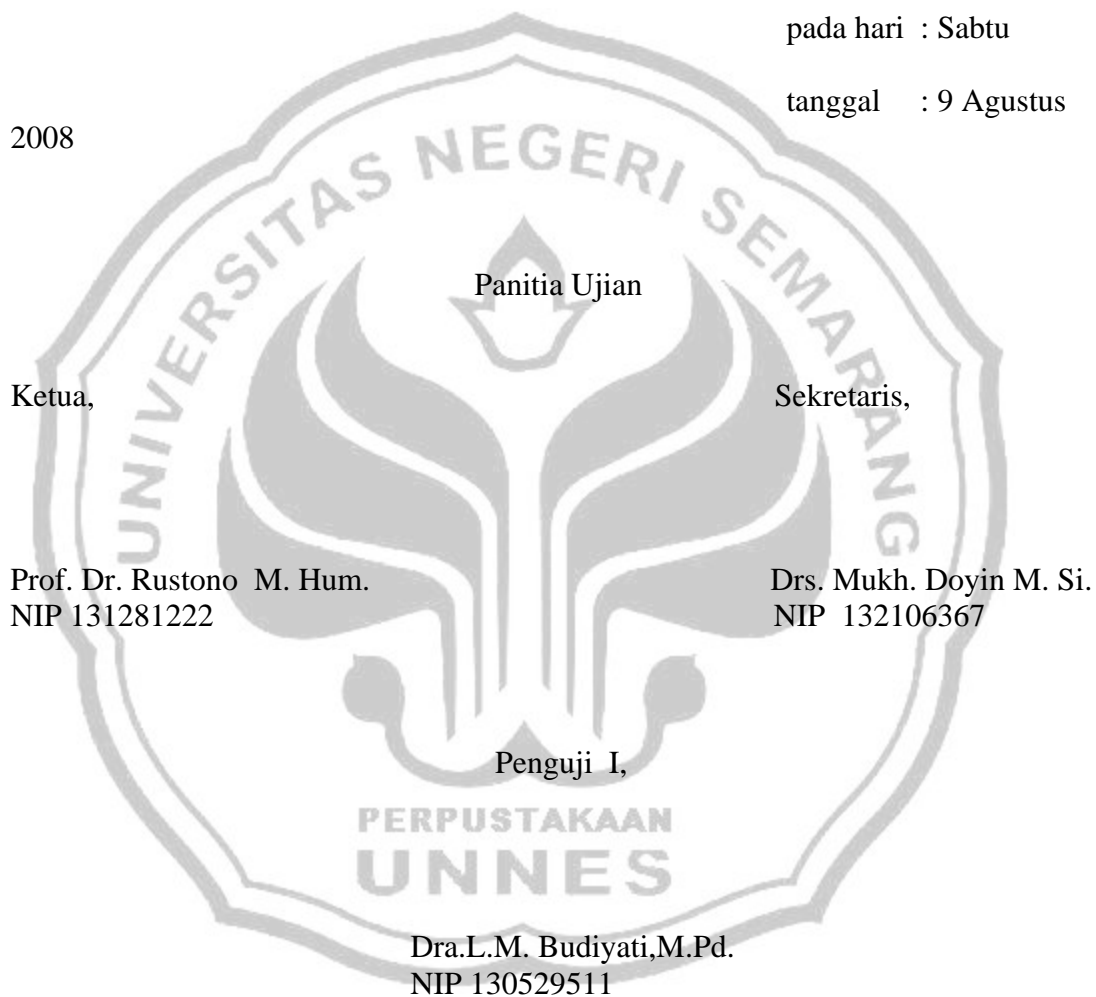 pada hari : Sabtu
tanggal : 9 Agustus
2008
UNIVERSITAS NEGERI SEMARANG
Panitia Ujian
Ketua, Sekretaris,
Prof. Dr. Rustono M. Hum. Drs. Mukh. Doyin M. Si.
NIP 131281222 NIP 132106367
Penguji I,
PERPUSTAKAAN
UNNES
Dra.L.M. Budiyati,M.Pd.
NIP 130529511